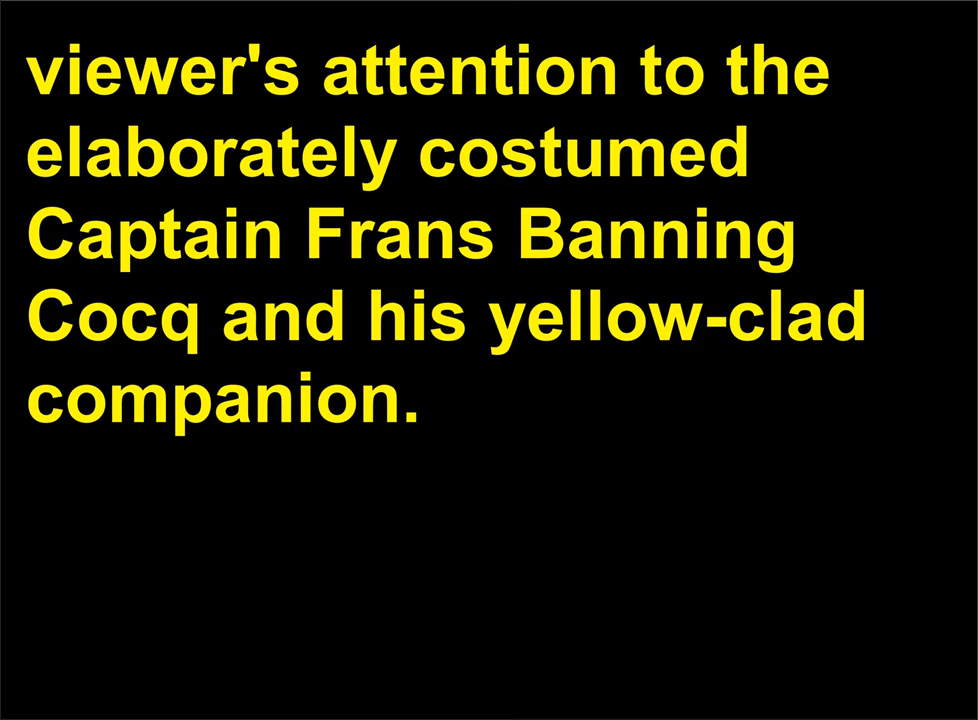 viewer's attention to the
elaborately costumed
Captain Frans Banning
Cocq and his yellow-clad
companion.